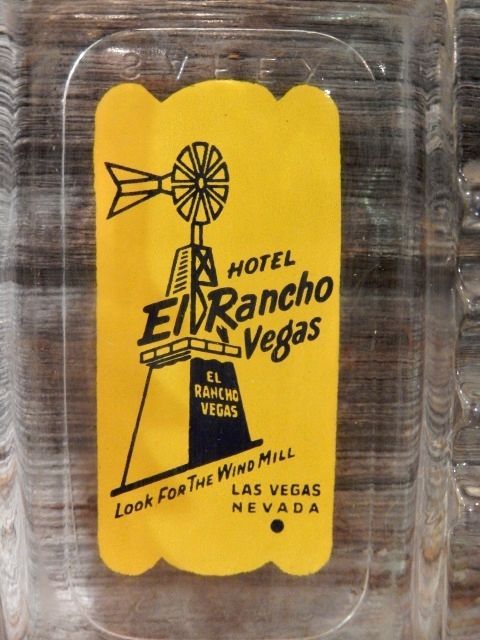 HOTEL
El Rancho
Vegas
EL
RANCHO
VEGAS
LOOK FOR THE WIND MILL
LAS VEGAS
NEVADA